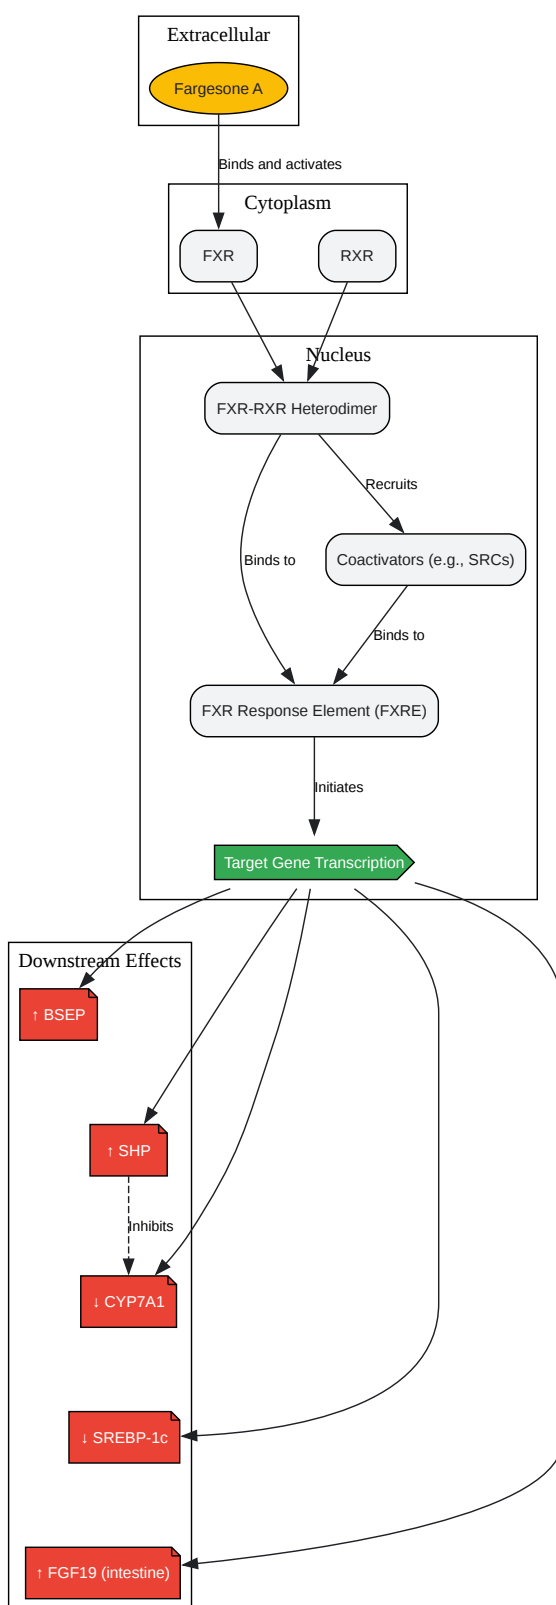 Extracellular
Fargesone A
Binds and activates
Cytoplasm
FXR
RXR
Nucleus
FXR-RXR Heterodimer
Recruits
Coactivators (e.g., SRCs)
Binds to
Binds to
FXR Response Element (FXRE)
Initiates
Target Gene Transcription
Downstream Effects
↑ BSEP
↑ SHP
Inhibits
↓ CYP7A1
↓ SREBP-1c
↑ FGF19 (intestine)